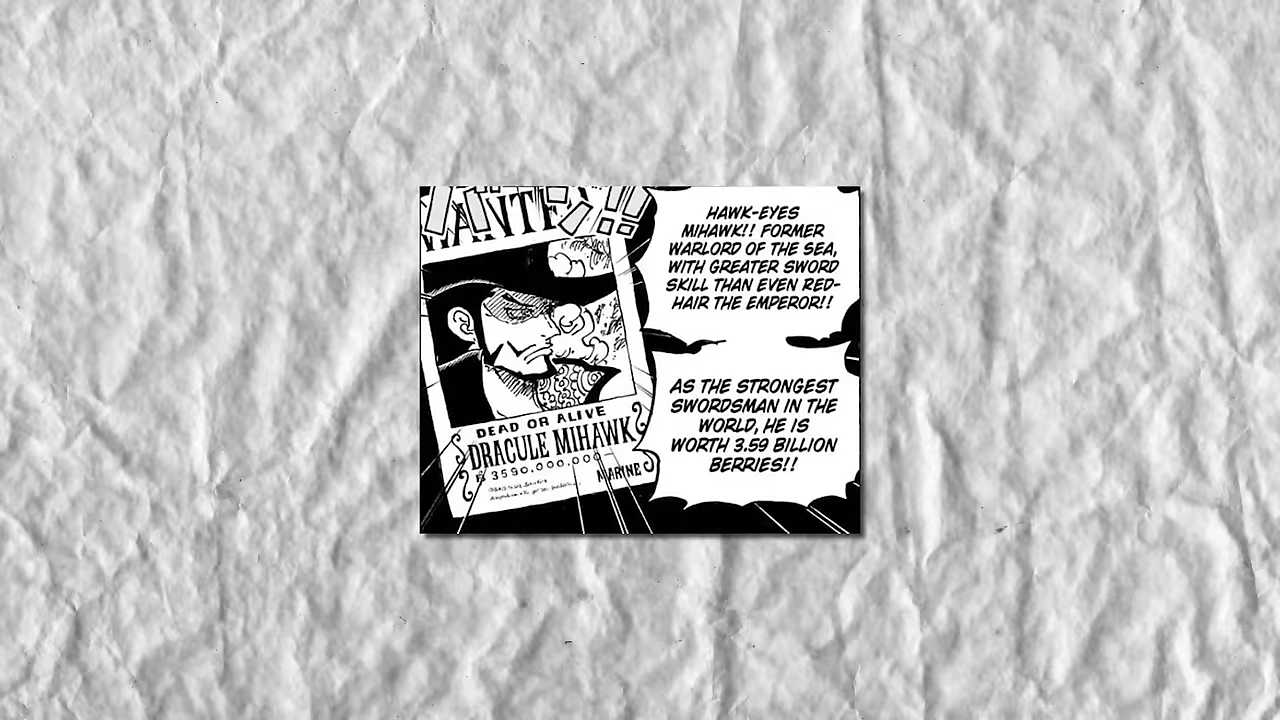 WANTE
DEAD OR ALIVE
DRACULE MIHAWK
3590,000,000-
MARINE
HAWK-EYES
MIHAWK!! FORMER
WARLORD OF THE SEA,
WITH GREATER SWORD
SKILL THAN EVEN RED-
HAIR THE EMPEROR!!
AS THE STRONGEST
SWORDSMAN IN THE
WORLD, HE IS
WORTH 3.59 BILLION
BERRIES!!